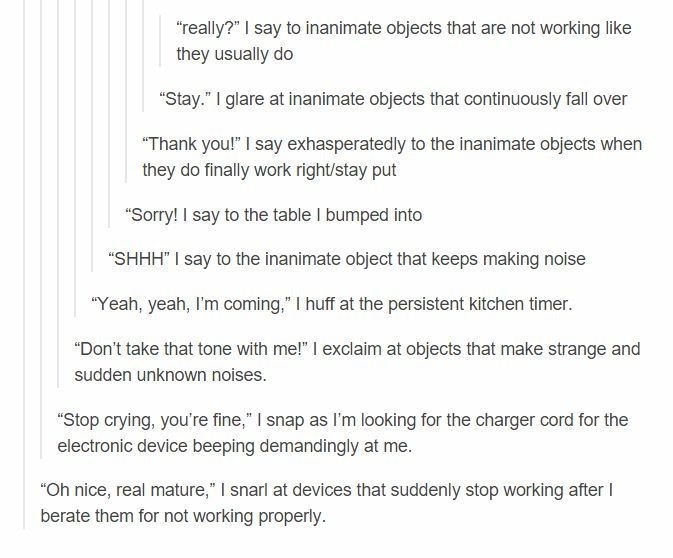 “really?” I say to inanimate objects that are not working like
they usually do
“Stay.” I glare at inanimate objects that continuously fall over
“Thank you!” I say exhasperatedly to the inanimate objects when
they do finally work right/stay put
“Sorry! I say to the table I bumped into
“SHHH” I say to the inanimate object that keeps making noise
“Yeah, yeah, I’m coming,” I huff at the persistent kitchen timer.
“Don’t take that tone with me!” I exclaim at objects that make strange and
sudden unknown noises.
“Stop crying, you’re fine,” I snap as I’m looking for the charger cord for the
electronic device beeping demandingly at me.
“Oh nice, real mature,” I snarl at devices that suddenly stop working after I
berate them for not working properly.